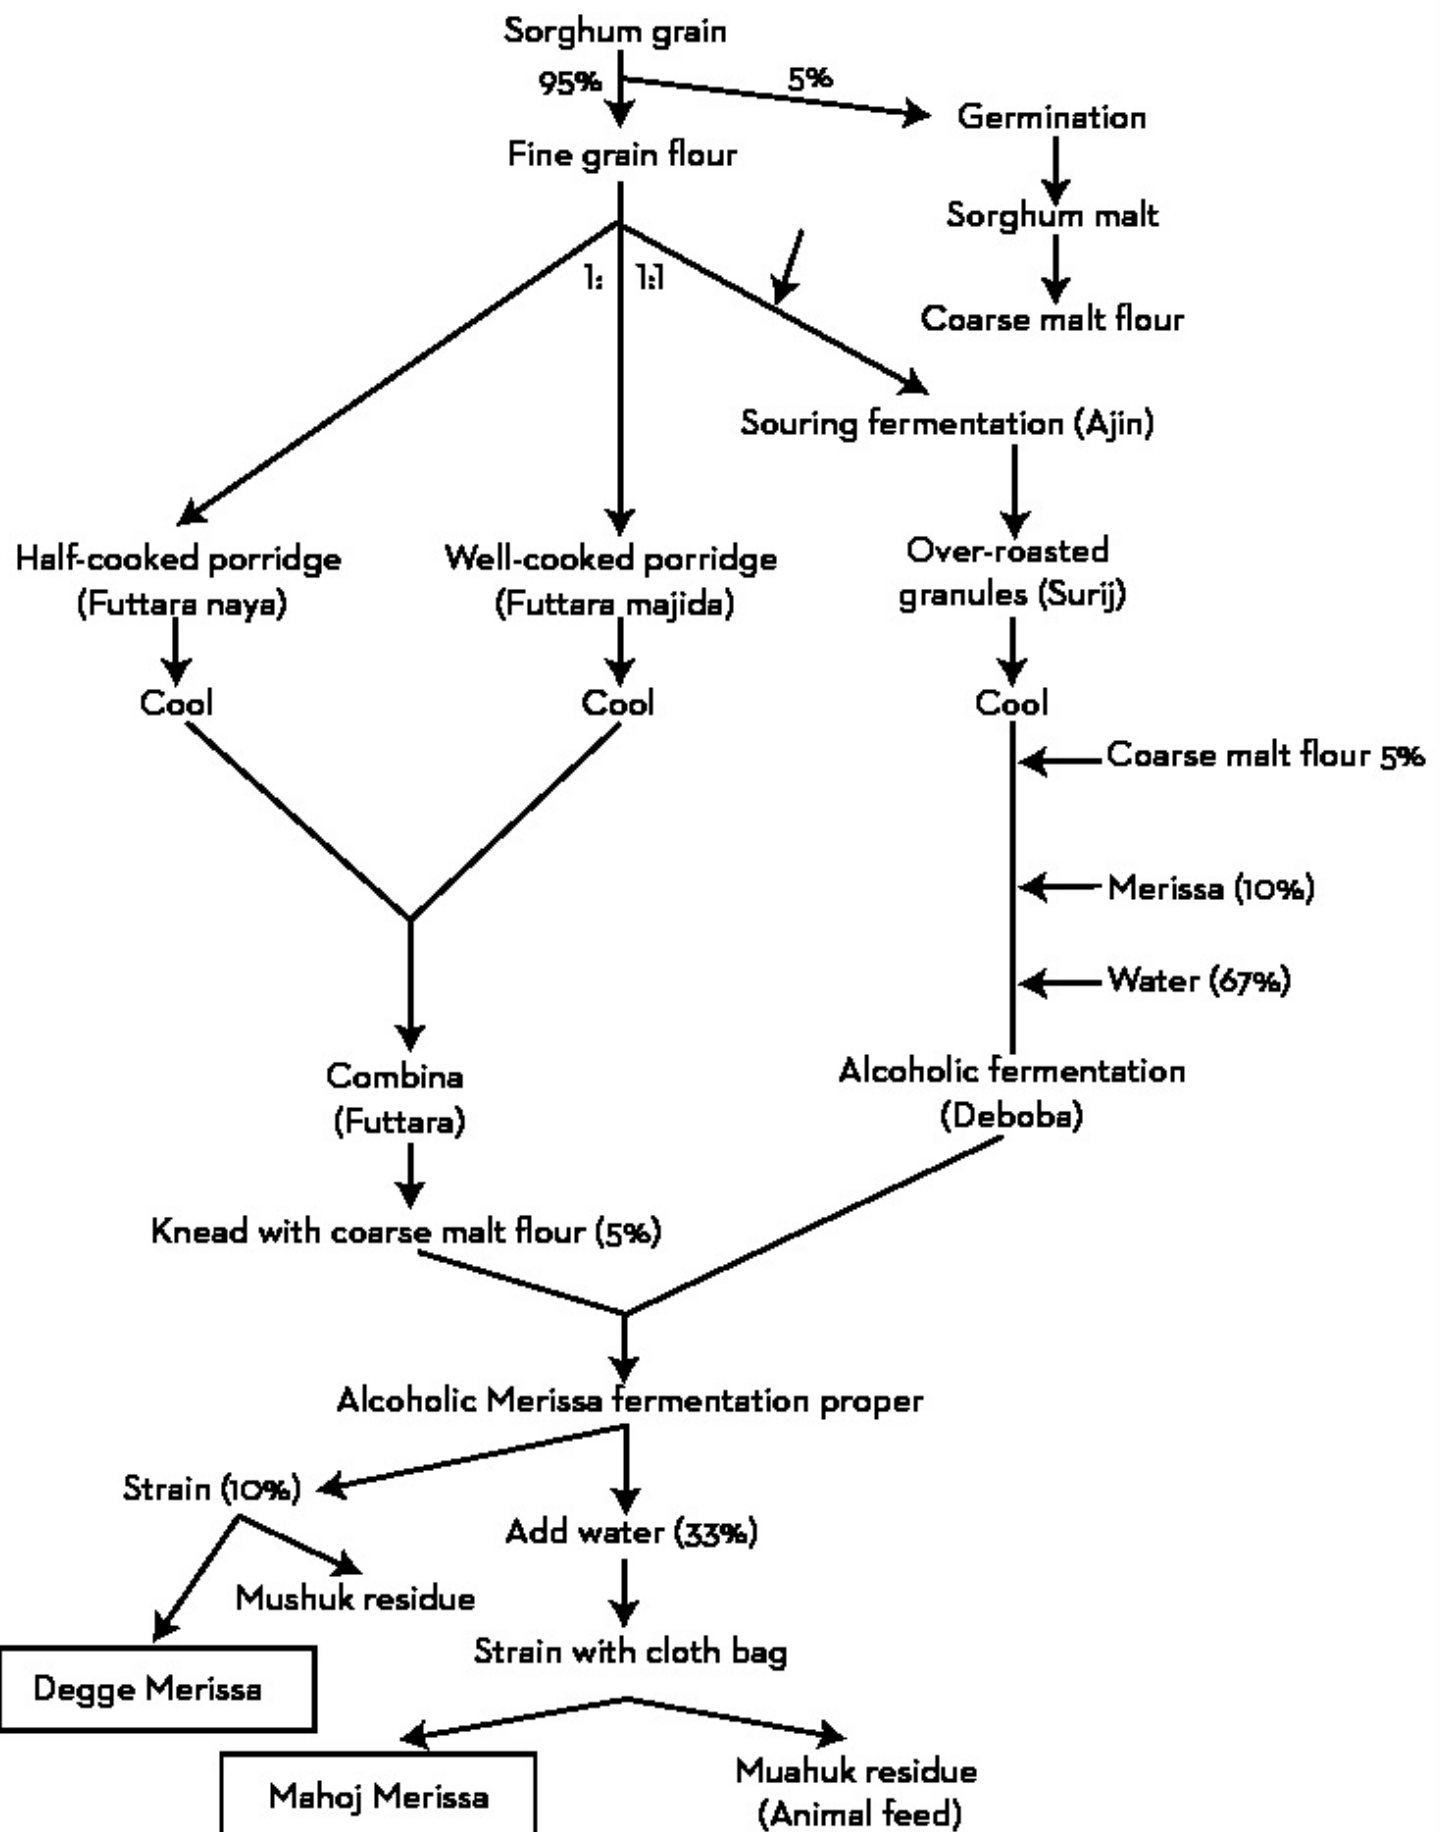 Sorghum grain
95%
5%
Germination
Fine grain flour
Sorghum malt
1:
1:1
Coarse malt flour
Souring fermentation (Ajin)
Half-cooked porridge
(Futtara naya)
Well-cooked porridge
(Futtara majida)
Over-roasted
granules (Surij)
Cool
Cool
Cool
Coarse malt flour 5%
Merissa (10%)
Water (67%)
Combina
(Futtara)
Alcoholic fermentation
(Deboba)
Knead with coarse malt flour (5%)
Alcoholic Merissa fermentation proper
Strain (10%)
Add water (33%)
Mushuk residue
Strain with cloth bag
Degge Merissa
Mahoj Merissa
Muahuk residue
(Animal feed)